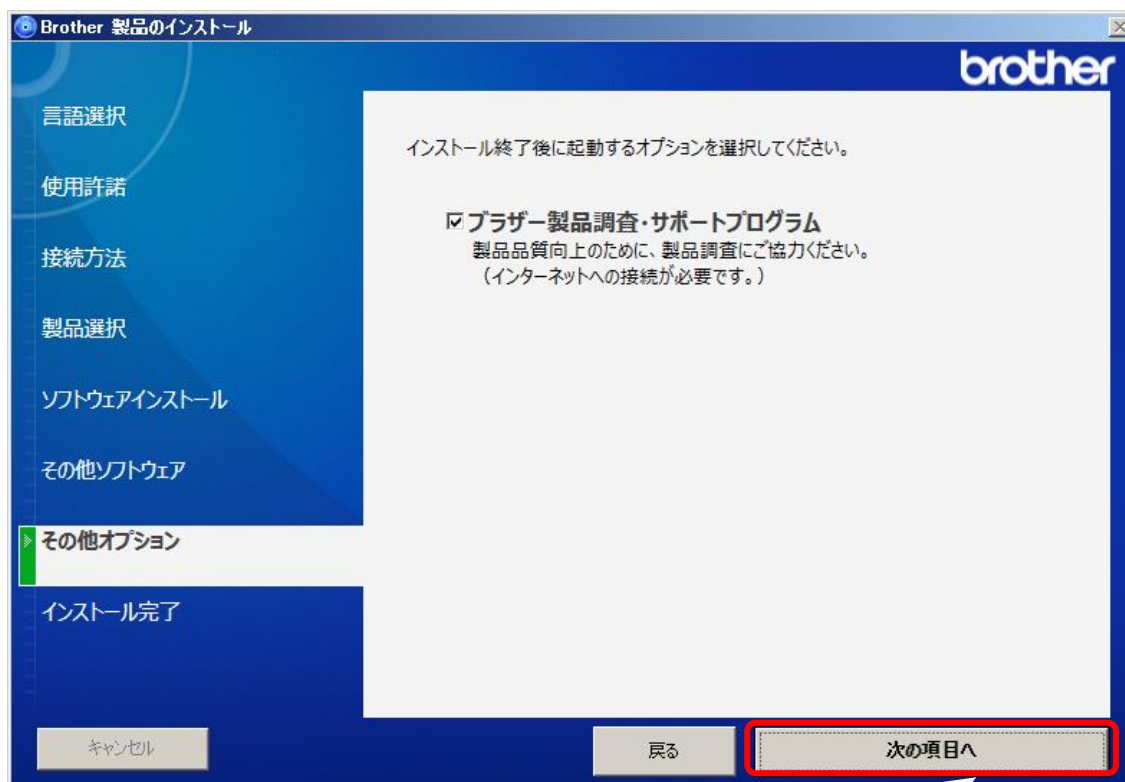 Brother 製品のインストール
brother
言語選択
使用許諾
接続方法
製品選択
ソフトウェアインストール
その他ソフトウェア
その他オプション
インストール完了
インストール終了後に起動するオプションを選択してください。
ブラザー製品調査・サポートプログラム
製品品質向上のために、製品調査にご協力ください。
（インターネットへの接続が必要です。）
キャンセル
戻る
次の項目へ